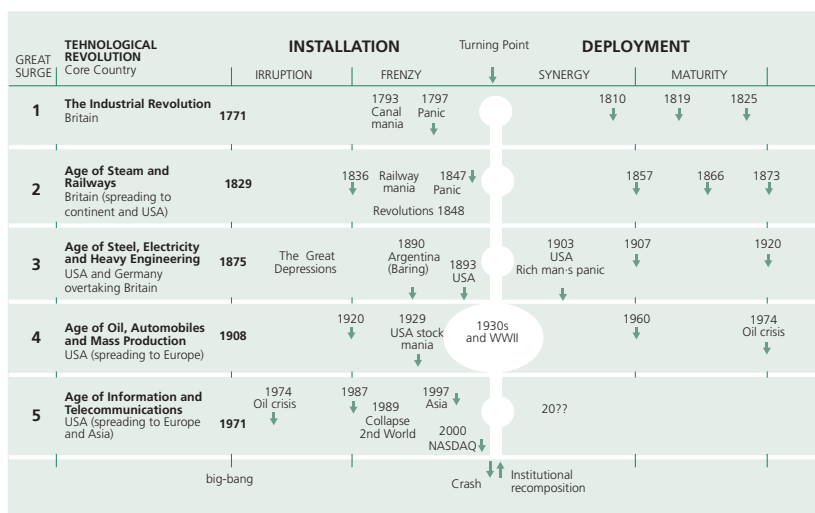 TEHNOLOGICAL
REVOLUTION
Core Country
GREAT
SURGE
INSTALLATION
Turning Point
DEPLOYMENT
IRRUPTION
FRENZY
SYNERGY
MATURITY
1
The Industrial Revolution
Britain
1771
1793
Canal
mania
1797
Panic
1810
1819
1825
2
Age of Steam and
Railways
Britain (spreading to
continent and USA)
1829
1836
Railway
mania
1847
Panic
Revolutions 1848
1857
1866
1873
3
Age of Steel, Electricity
and Heavy Engineering
USA and Germany
overtaking Britain
1875
The Great
Depressions
1890
Argentina
(Baring)
1893
USA
1903
USA
Rich man·s panic
1907
1920
4
Age of Oil, Automobiles
and Mass Production
USA (spreading to Europe)
1908
1920
1929
USA stock
mania
1930s
and WWII
1960
1974
Oil crisis
5
Age of Information and
Telecommunications
USA (spreading to Europe
and Asia)
1971
1974
Oil crisis
1987
1989
Collapse
2nd World
1997
Asia
2000
NASDAQ
20??
big-bang
Crash
Institutional
recomposition